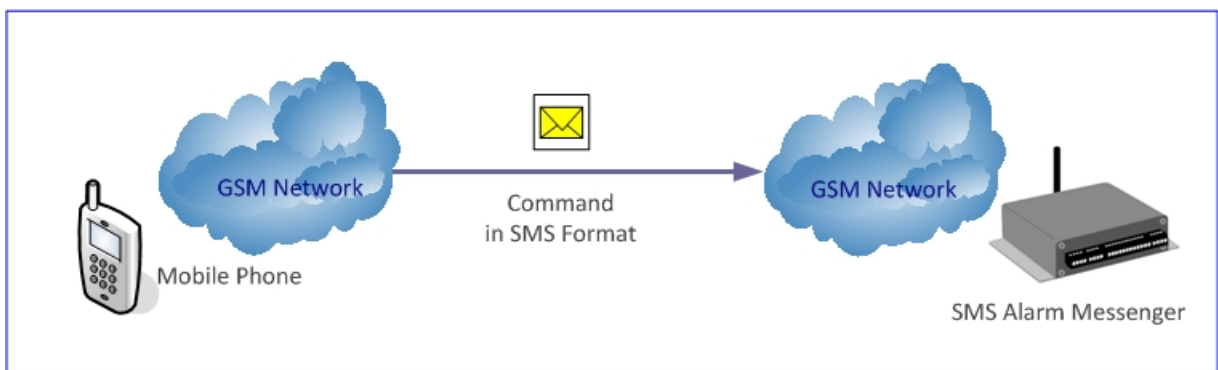 GSM Network
GSM Network
Command
in SMS Format
Mobile Phone
SMS Alarm Messenger